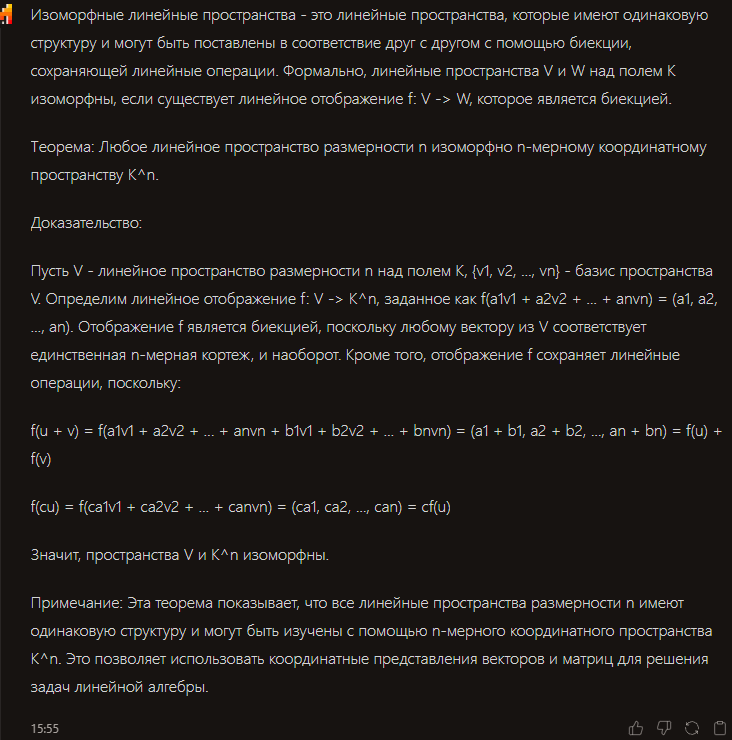 Изоморфные линейные пространства - это линейные пространства, которые имеют одинаковую
структуру и могут быть поставлены в соответствие друг с другом с помощью биекции,
сохраняющей линейные операции. Формально, линейные пространства V и W над полем K
изоморфны, если существует линейное отображение f: V -> W, которое является биекцией.
Теорема: Любое линейное пространство размерности n изоморфно n-мерному координатному
пространству K^n.
Доказательство:
Пусть V - линейное пространство размерности n над полем K, {v1, v2, ..., vn} - базис пространства
V. Определим линейное отображение f: V -> K^n, заданное как f(a1v1 + a2v2 + ... + anvn) = (a1, a2,
..., an). Отображение f является биекцией, поскольку любому вектору из V соответствует
единственная n-мерная кортеж, и наоборот. Кроме того, отображение f сохраняет линейные
операции, поскольку:
f(u + v) = f(a1v1 + a2v2 + ... + anvn + b1v1 + b2v2 + ... + bnvn) = (a1 + b1, a2 + b2, ..., an + bn) = f(u) +
f(v)
f(cu) = f(ca1v1 + ca2v2 + ... + canvn) = (ca1, ca2, ..., can) = cf(u)
Значит, пространства V и K^n изоморфны.
Примечание: Эта теорема показывает, что все линейные пространства размерности n имеют
одинаковую структуру и могут быть изучены с помощью n-мерного координатного пространства
K^n. Это позволяет использовать координатные представления векторов и матриц для решения
задач линейной алгебры.
15:55